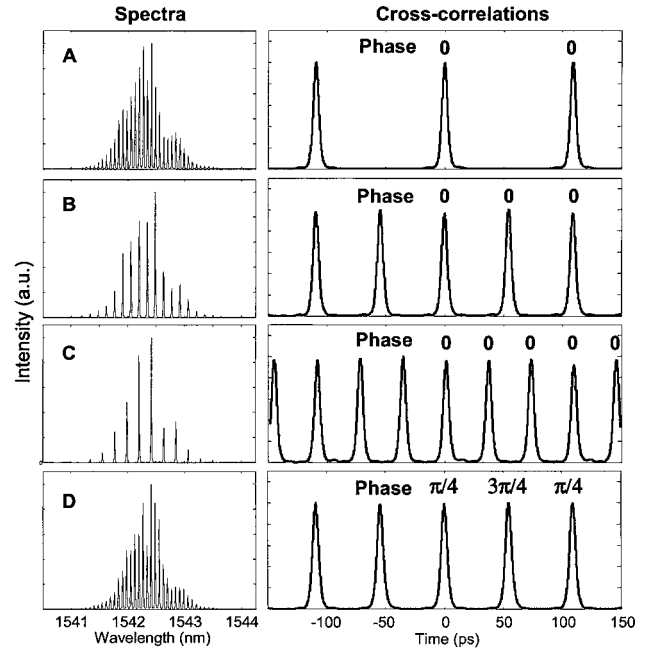 Spectra
Cross-correlations
A
Phase 0 0
B
Phase 0 0 0
Intensity (a.u.)
C
Phase 0 0 0 0 0
D
Phase π/4 3π/4 π/4
1541 1542 1543 1544
Wavelength (nm)
-100 -50 0 50 100 150
Time (ps)